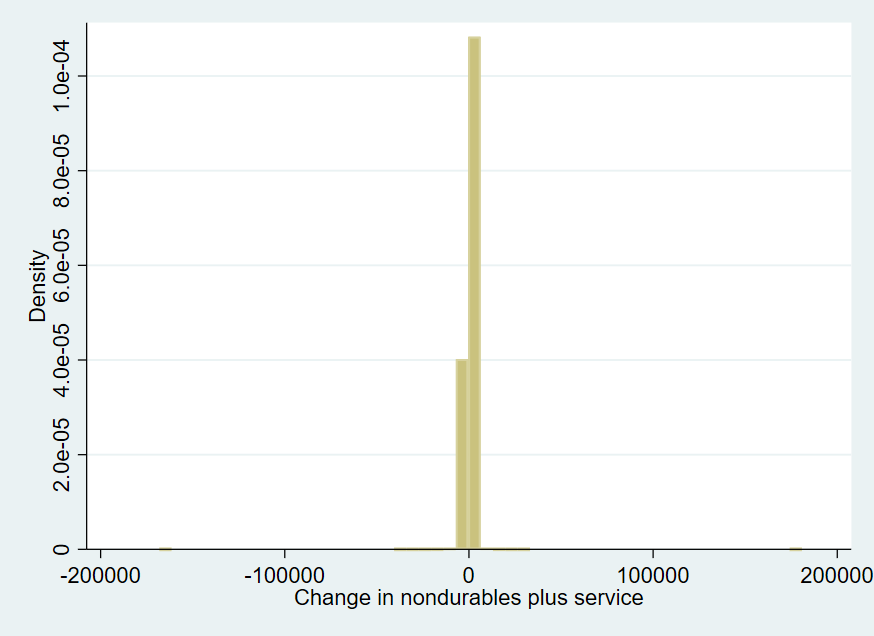 Density
1.0e-04
8.0e-05
6.0e-05
4.0e-05
2.0e-05
0
-200000 -100000 0 100000 200000
Change in nondurables plus service